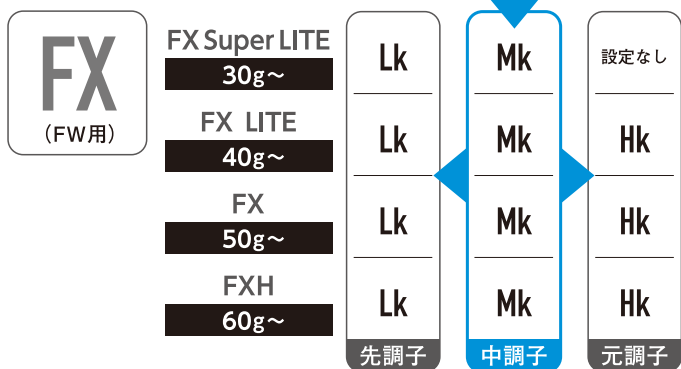 FX
(FW用)
FX Super LITE
30g~
Lk
Mk
設定なし
FX LITE
40g~
Lk
Mk
Hk
FX
50g~
Lk
Mk
Hk
FXH
60g~
Lk
Mk
Hk
先調子
中調子
元調子